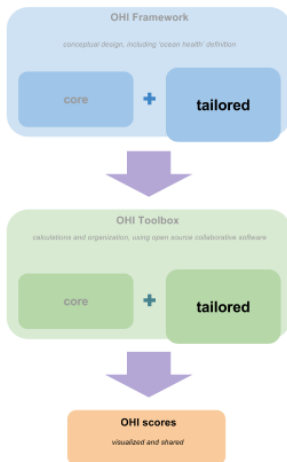 OHI Framework
conceptual design, including 'ocean health' definition
core + tailored
OHI Toolbox
calculations and organization, using open source collaborative software
core + tailored
OHI scores
visualized and shared